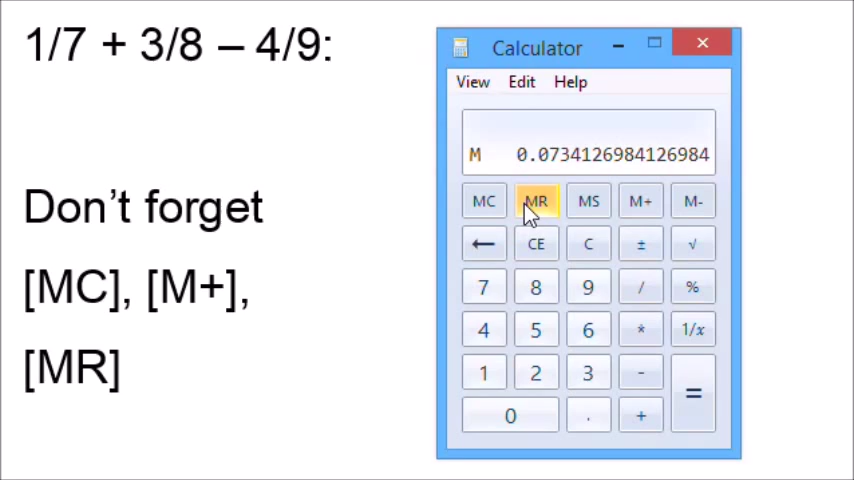 1/7 + 3/8 – 4/9:
Don’t forget
[MC], [M+],
[MR]
Calculator
View Edit Help
M 0.0734126984126984
MC MR MS M+ M-
← CE C ± √
7 8 9 / %
4 5 6 * 1/x
1 2 3 - =
0 . +